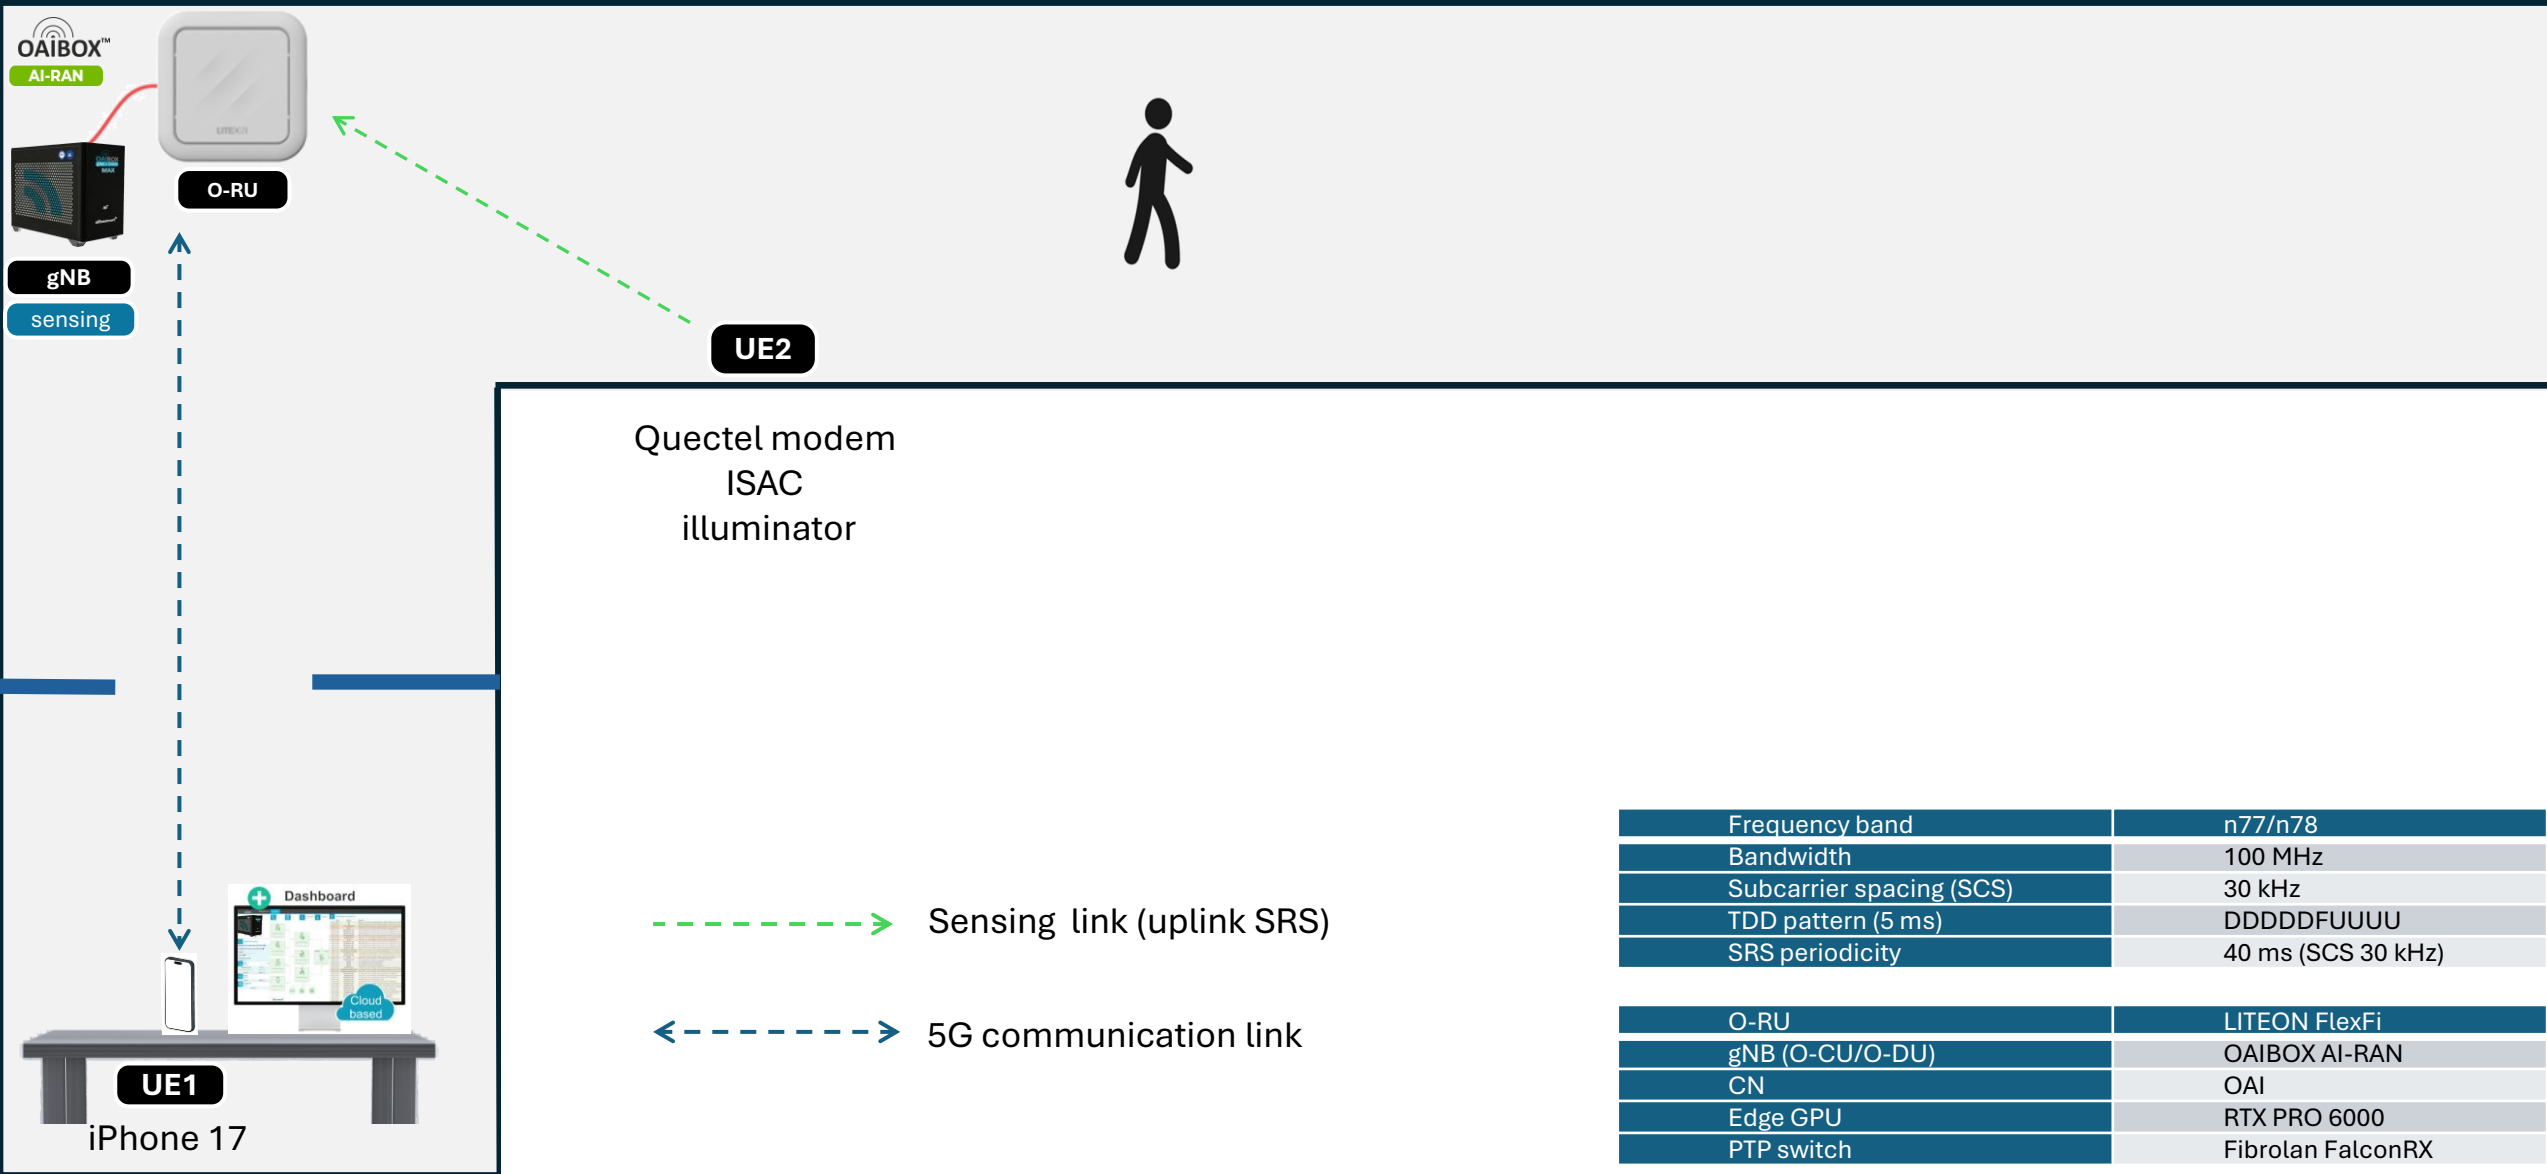 OAIBOX™
AI-RAN
LITEON
OAIBOX
MAX
O-RU
gNB
sensing
UE2
Quectel modem
ISAC
illuminator
Dashboard
Cloud
based
UE1
iPhone 17
Sensing link (uplink SRS)
5G communication link
Frequency band n77/n78
Bandwidth 100 MHz
Subcarrier spacing (SCS) 30 kHz
TDD pattern (5 ms) DDDDDFUUUU
SRS periodicity 40 ms (SCS 30 kHz)
O-RU LITEON FlexFi
gNB (O-CU/O-DU) OAIBOX AI-RAN
CN OAI
Edge GPU RTX PRO 6000
PTP switch Fibrolan FalconRX